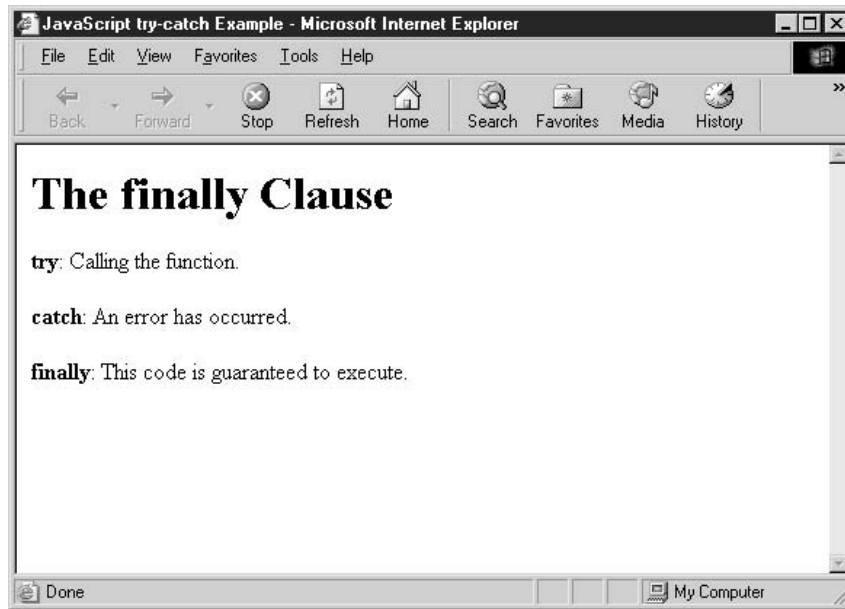 JavaScript try-catch Example - Microsoft Internet Explorer
File Edit View Favorites Tools Help
Back Forward Stop Refresh Home Search Favorites Media History »
The finally Clause
try: Calling the function.
catch: An error has occurred.
finally: This code is guaranteed to execute.
Done My Computer